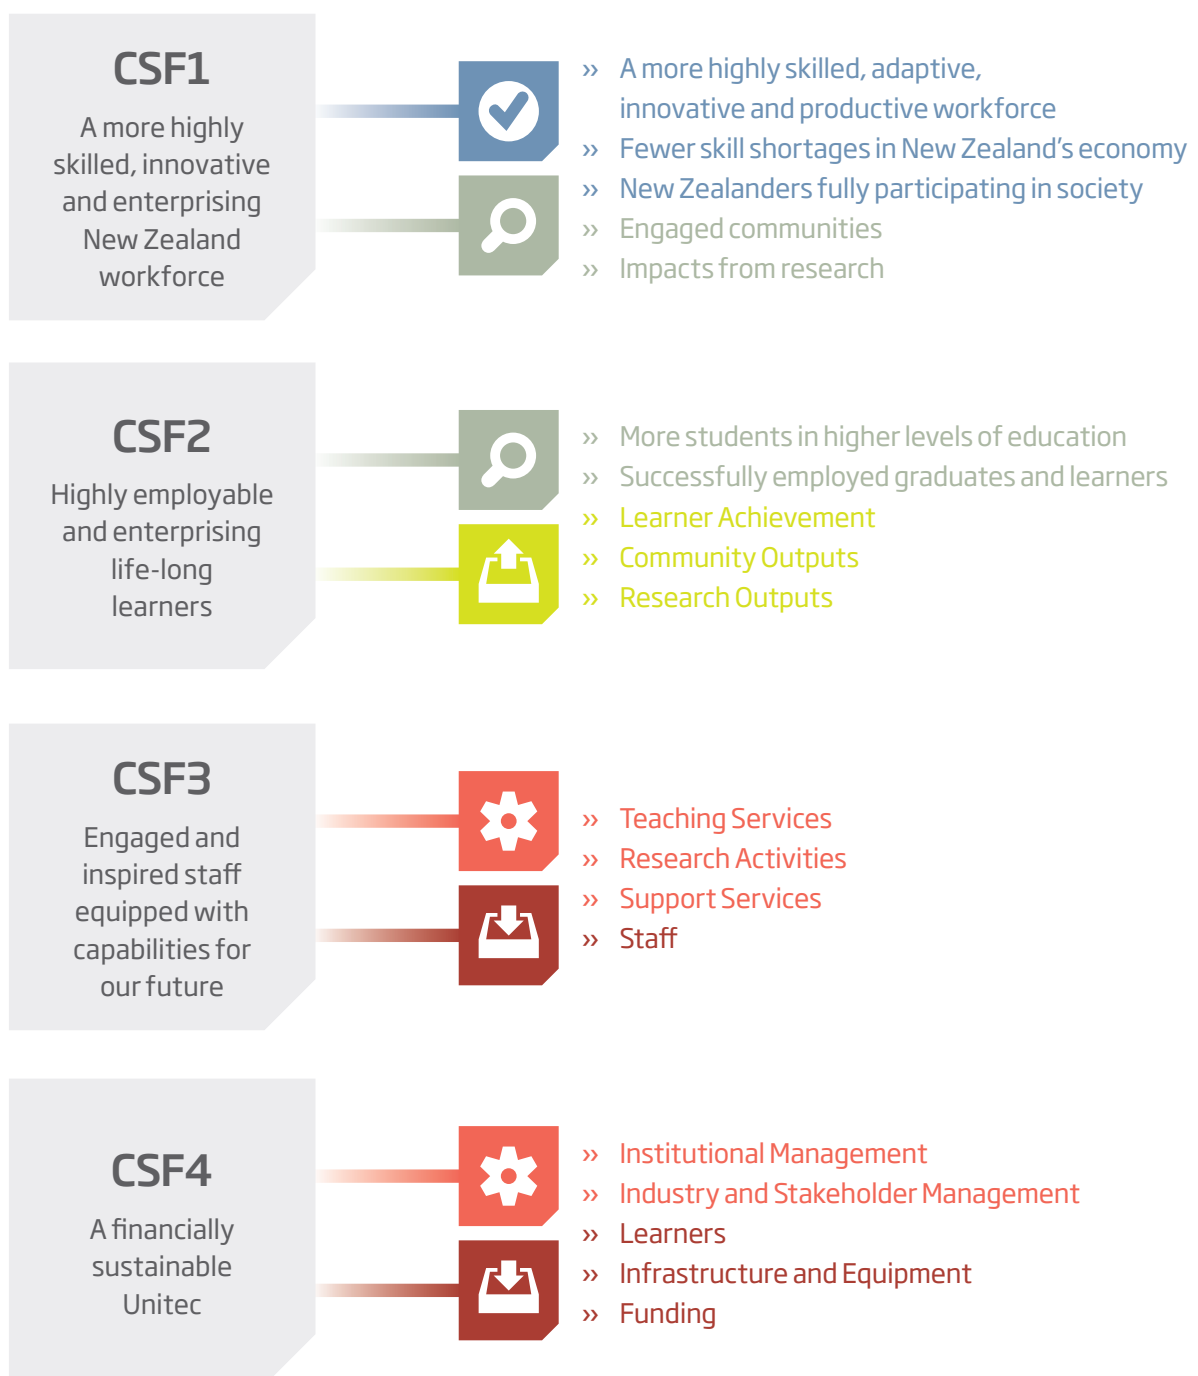 CSF1
A more highly
skilled, innovative
and enterprising
New Zealand
workforce
›› A more highly skilled, adaptive,
innovative and productive workforce
›› Fewer skill shortages in New Zealand's economy
›› New Zealanders fully participating in society
›› Engaged communities
›› Impacts from research
CSF2
Highly employable
and enterprising
life-long
learners
›› More students in higher levels of education
›› Successfully employed graduates and learners
›› Learner Achievement
›› Community Outputs
›› Research Outputs
CSF3
Engaged and
inspired staff
equipped with
capabilities for
our future
›› Teaching Services
›› Research Activities
›› Support Services
›› Staff
CSF4
A financially
sustainable
Unitec
›› Institutional Management
›› Industry and Stakeholder Management
›› Learners
›› Infrastructure and Equipment
›› Funding